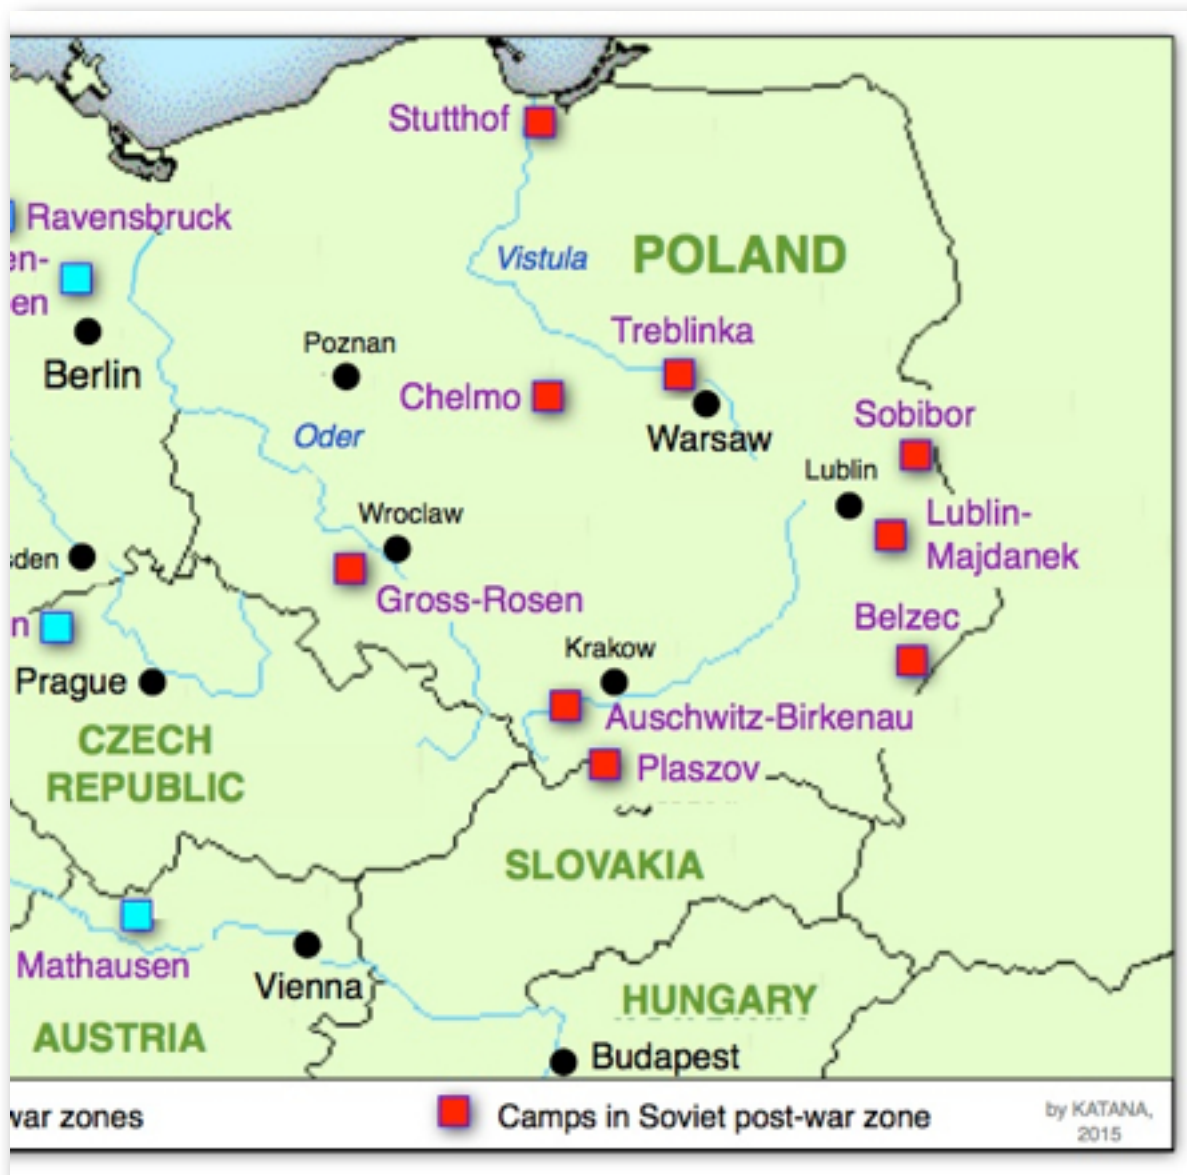 Stutthof
Ravensbruck
en-
en
Vistula
POLAND
Treblinka
Poznan
Berlin
Chelmo
Sobibor
Oder
Warsaw
Lublin
Wroclaw
Lublin-
Majdanek
sden
Gross-Rosen
Belzec
n
Krakow
Prague
Auschwitz-Birkenau
CZECH
REPUBLIC
Plaszov
SLOVAKIA
Mathausen
Vienna
HUNGARY
AUSTRIA
Budapest
war zones
Camps in Soviet post-war zone
by KATANA,
2015